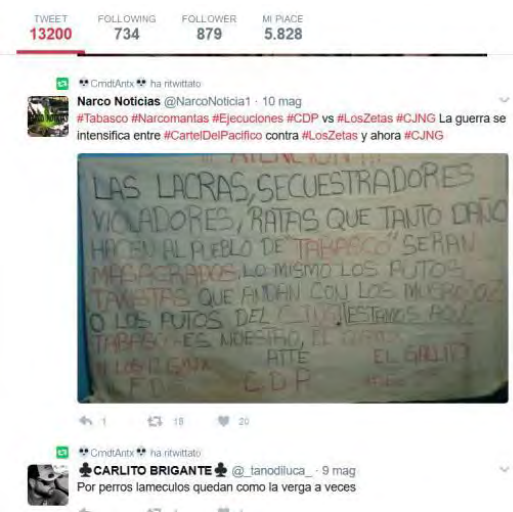 TWEET FOLLOWING FOLLOWER MI PIACE
13200 734 879 5.828
CmdtAntx ha ritwittato
Narco Noticias @NarcoNoticia1 · 10 mag
#Tabasco #Narcomantas #Ejecuciones #CDP vs #LosZetas #CJNG La guerra se
intensifica entre #CartelDelPacifico contra #LosZetas y ahora #CJNG
ATENCION
LAS LACRAS, SECUESTRADORES
VIOLADORES, RATAS QUE TANTO DAÑO
HACEN AL PUEBLO DE "TABASCO" SERAN
MASACRADOS, LO MISMO LOS PUTOS
TAXISTAS QUE ANDAN CON LOS
O LOS PUTOS DEL CJNG ESTAMOS AQUI
TABASCO ES NUESTRO,
ATTE EL GALLITO
C.D.P
1 18 20
CmdtAntx ha ritwittato
♣CARLITO BRIGANTE♣ @_tanodiluca_ · 9 mag
Por perros lameculos quedan como la verga a veces